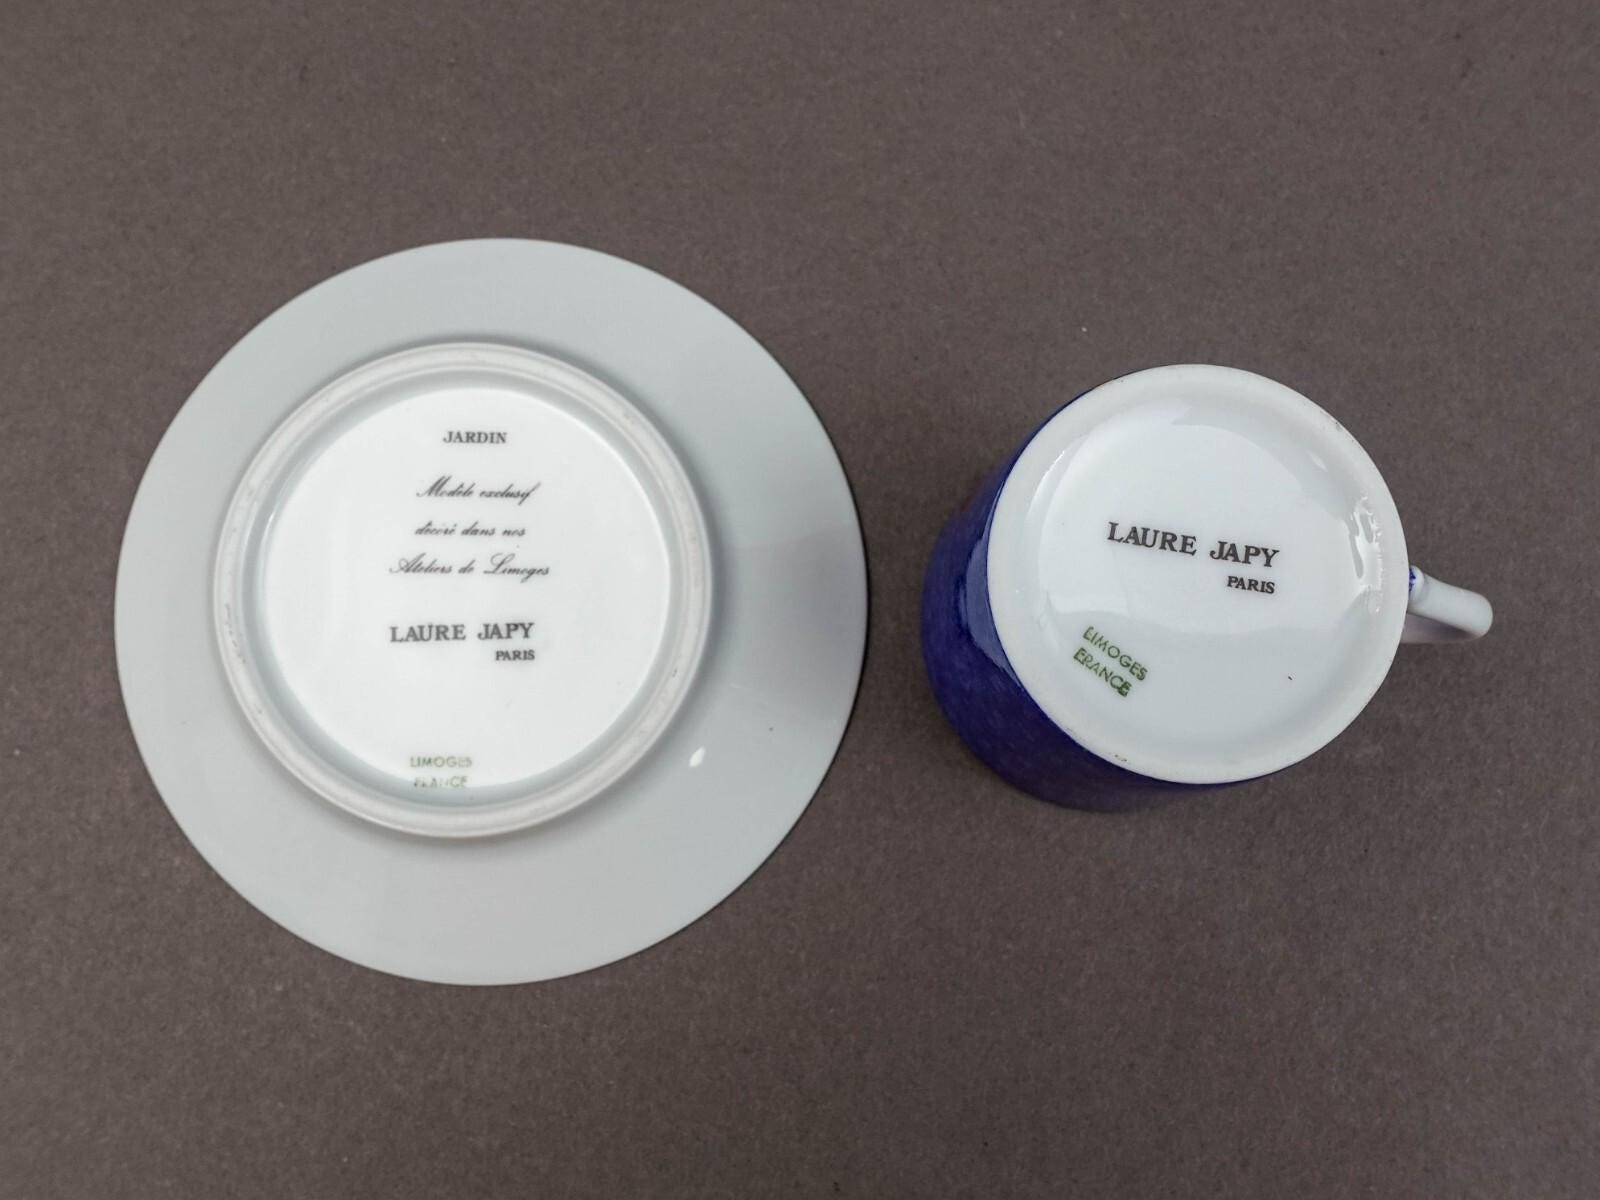 JARDIN
Modèle exclusif
décoré dans nos
Ateliers de Limoges
LAURE JAPY
PARIS
LIMOGES
FRANCE
LAURE JAPY
PARIS
LIMOGES
FRANCE